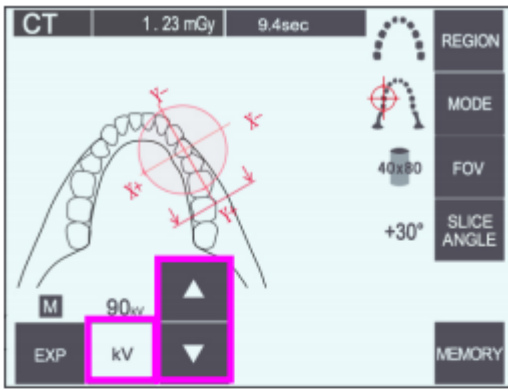 CT 1.23 mGy 9.4sec
REGION
MODE
40x80 FOV
+30° SLICE
ANGLE
Y-
X-
X+
Y+
M 90kV
EXP kV MEMORY